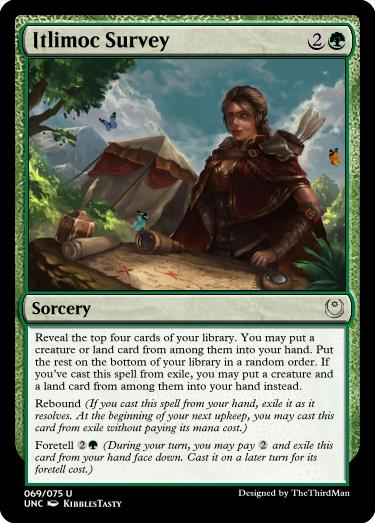 Itlimoc Survey 2
Sorcery
Reveal the top four cards of your library. You may put a
creature or land card from among them into your hand. Put
the rest on the bottom of your library in a random order. If
you've cast this spell from exile, you may put a creature and
a land card from among them into your hand instead.
Rebound (If you cast this spell from your hand, exile it as it
resolves. At the beginning of your next upkeep, you may cast this
card from exile without paying its mana cost.)
Foretell 2 (During your turn, you may pay 2 and exile this
card from your hand face down. Cast it on a later turn for its
foretell cost.)
069/075 U
UNC KIBBLESTASTY
Designed by TheThirdMan